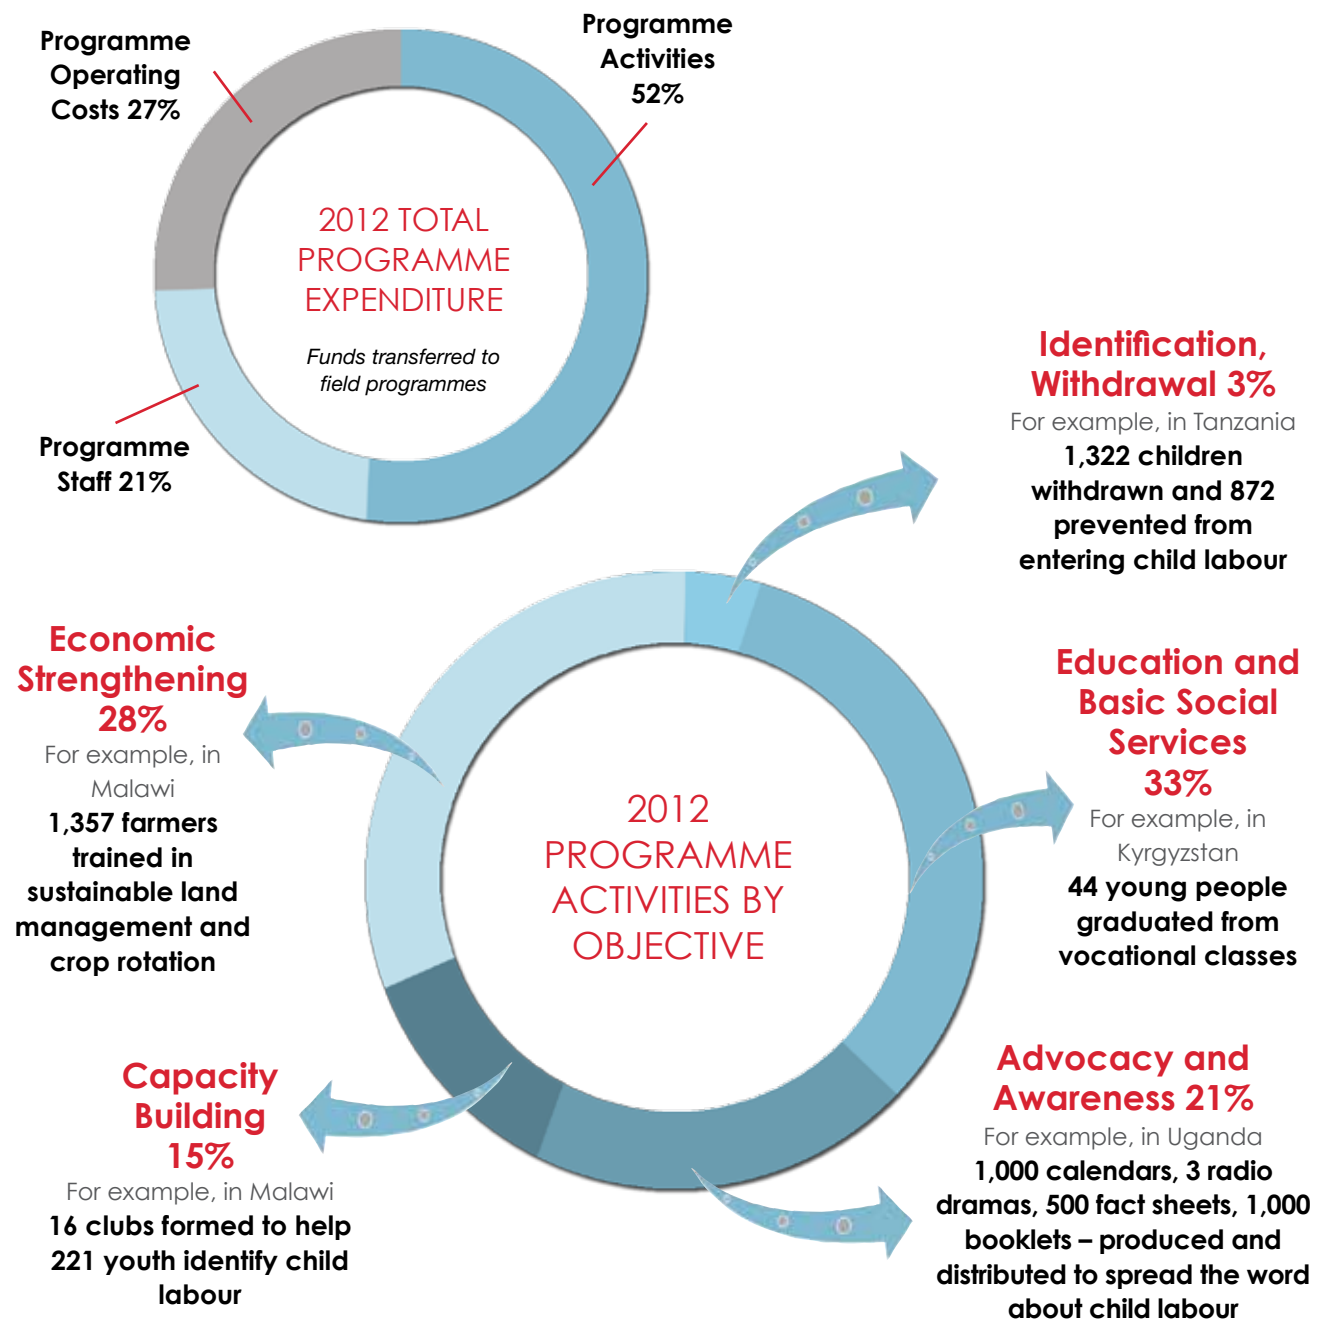 Programme
Operating
Costs 27%
Programme
Activities
52%
2012 TOTAL
PROGRAMME
EXPENDITURE
Funds transferred to
field programmes
Programme
Staff 21%
Identification,
Withdrawal 3%
For example, in Tanzania
1,322 children
withdrawn and 872
prevented from
entering child labour
Economic
Strengthening
28%
For example, in
Malawi
1,357 farmers
trained in
sustainable land
management and
crop rotation
Education and
Basic Social
Services
33%
For example, in
Kyrgyzstan
44 young people
graduated from
vocational classes
2012
PROGRAMME
ACTIVITIES BY
OBJECTIVE
Capacity
Building
15%
For example, in Malawi
16 clubs formed to help
221 youth identify child
labour
Advocacy and
Awareness 21%
For example, in Uganda
1,000 calendars, 3 radio
dramas, 500 fact sheets, 1,000
booklets – produced and
distributed to spread the word
about child labour